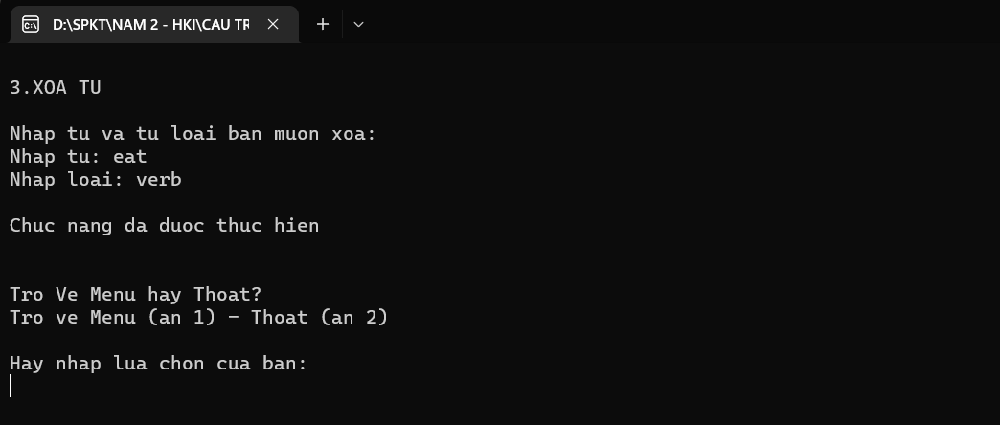 D:\SPKT\NAM 2 - HKI\CAU TR
3.XOA TU
Nhap tu va tu loai ban muon xoa:
Nhap tu: eat
Nhap loai: verb
Chuc nang da duoc thuc hien
Tro Ve Menu hay Thoat?
Tro ve Menu (an 1) - Thoat (an 2)
Hay nhap lua chon cua ban: